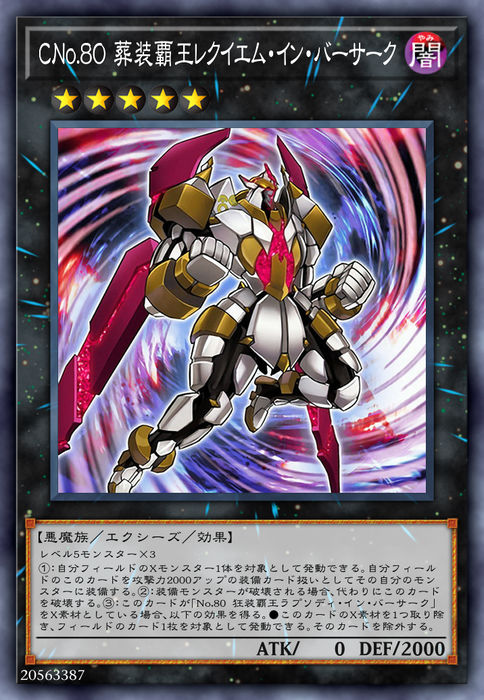 CNo.80 葬装覇王レクイエム・イン・バーサーク
やみ
闇
【悪魔族／エクシーズ／効果】
レベル5モンスター×3
①：自分フィールドのXモンスター1体を対象として発動できる。自分フィール
ドのこのカードを攻撃力2000アップの装備カード扱いとしてその自分のモン
スターに装備する。②：装備モンスターが破壊される場合、代わりにこのカード
を破壊する。③：このカードが「No.80 狂装覇王ラプソディ・イン・バーサーク」
をX素材としている場合、以下の効果を得る。●このカードのX素材を1つ取り除
き、フィールドのカード1枚を対象として発動できる。そのカードを除外する。
ATK/ 0 DEF/2000
20563387